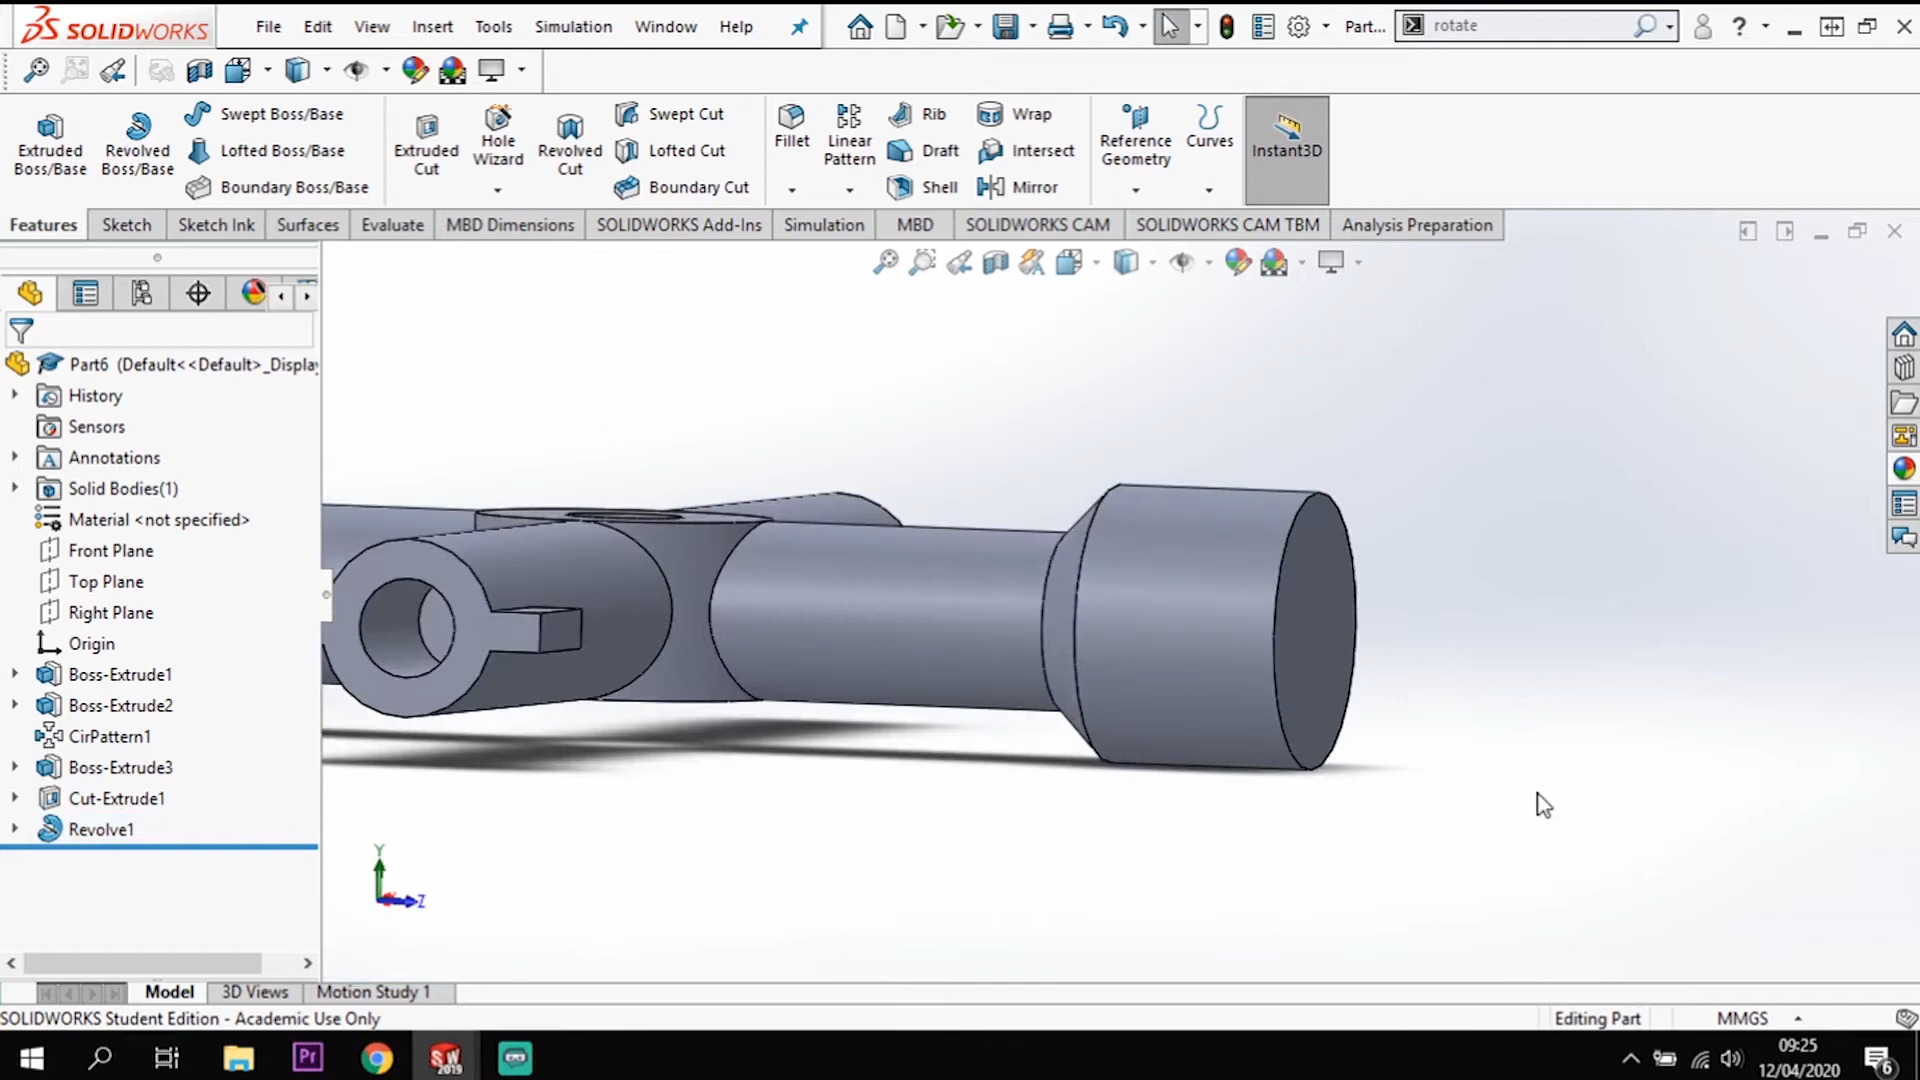 SOLIDWORKS File Edit View Insert Tools Simulation Window Help Part... rotate ?
Extruded Boss/Base
Revolved Boss/Base
Swept Boss/Base
Lofted Boss/Base
Boundary Boss/Base
Extruded Cut
Hole Wizard
Revolved Cut
Swept Cut
Lofted Cut
Boundary Cut
Fillet
Linear Pattern
Rib
Draft
Shell
Wrap
Intersect
Mirror
Reference Geometry
Curves
Instant3D
Features Sketch Sketch Ink Surfaces Evaluate MBD Dimensions SOLIDWORKS Add-Ins Simulation MBD SOLIDWORKS CAM SOLIDWORKS CAM TBM Analysis Preparation
Part6 (Default<<Default>_Displa
History
Sensors
Annotations
Solid Bodies(1)
Material <not specified>
Front Plane
Top Plane
Right Plane
Origin
Boss-Extrude1
Boss-Extrude2
CirPattern1
Boss-Extrude3
Cut-Extrude1
Revolve1
Y
Z
Model 3D Views Motion Study 1
SOLIDWORKS Student Edition - Academic Use Only Editing Part MMGS
Pr SW 2019 09:25
12/04/2020 6